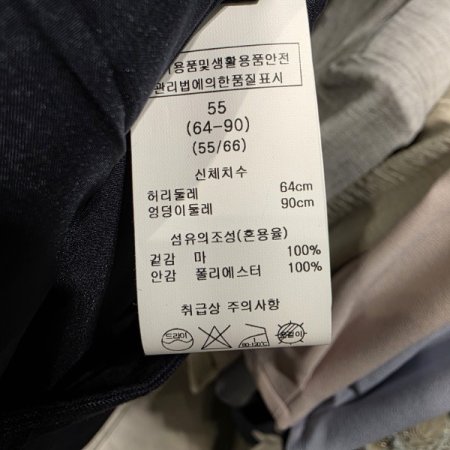 용품및생활용품안전
관리법에의한품질표시
55
(64-90)
(55/66)
신체치수
허리둘레 64cm
엉덩이둘레 90cm
섬유의조성(혼용율)
겉감 마 100%
안감 폴리에스터 100%
취급상 주의사항
드라이
80-120℃